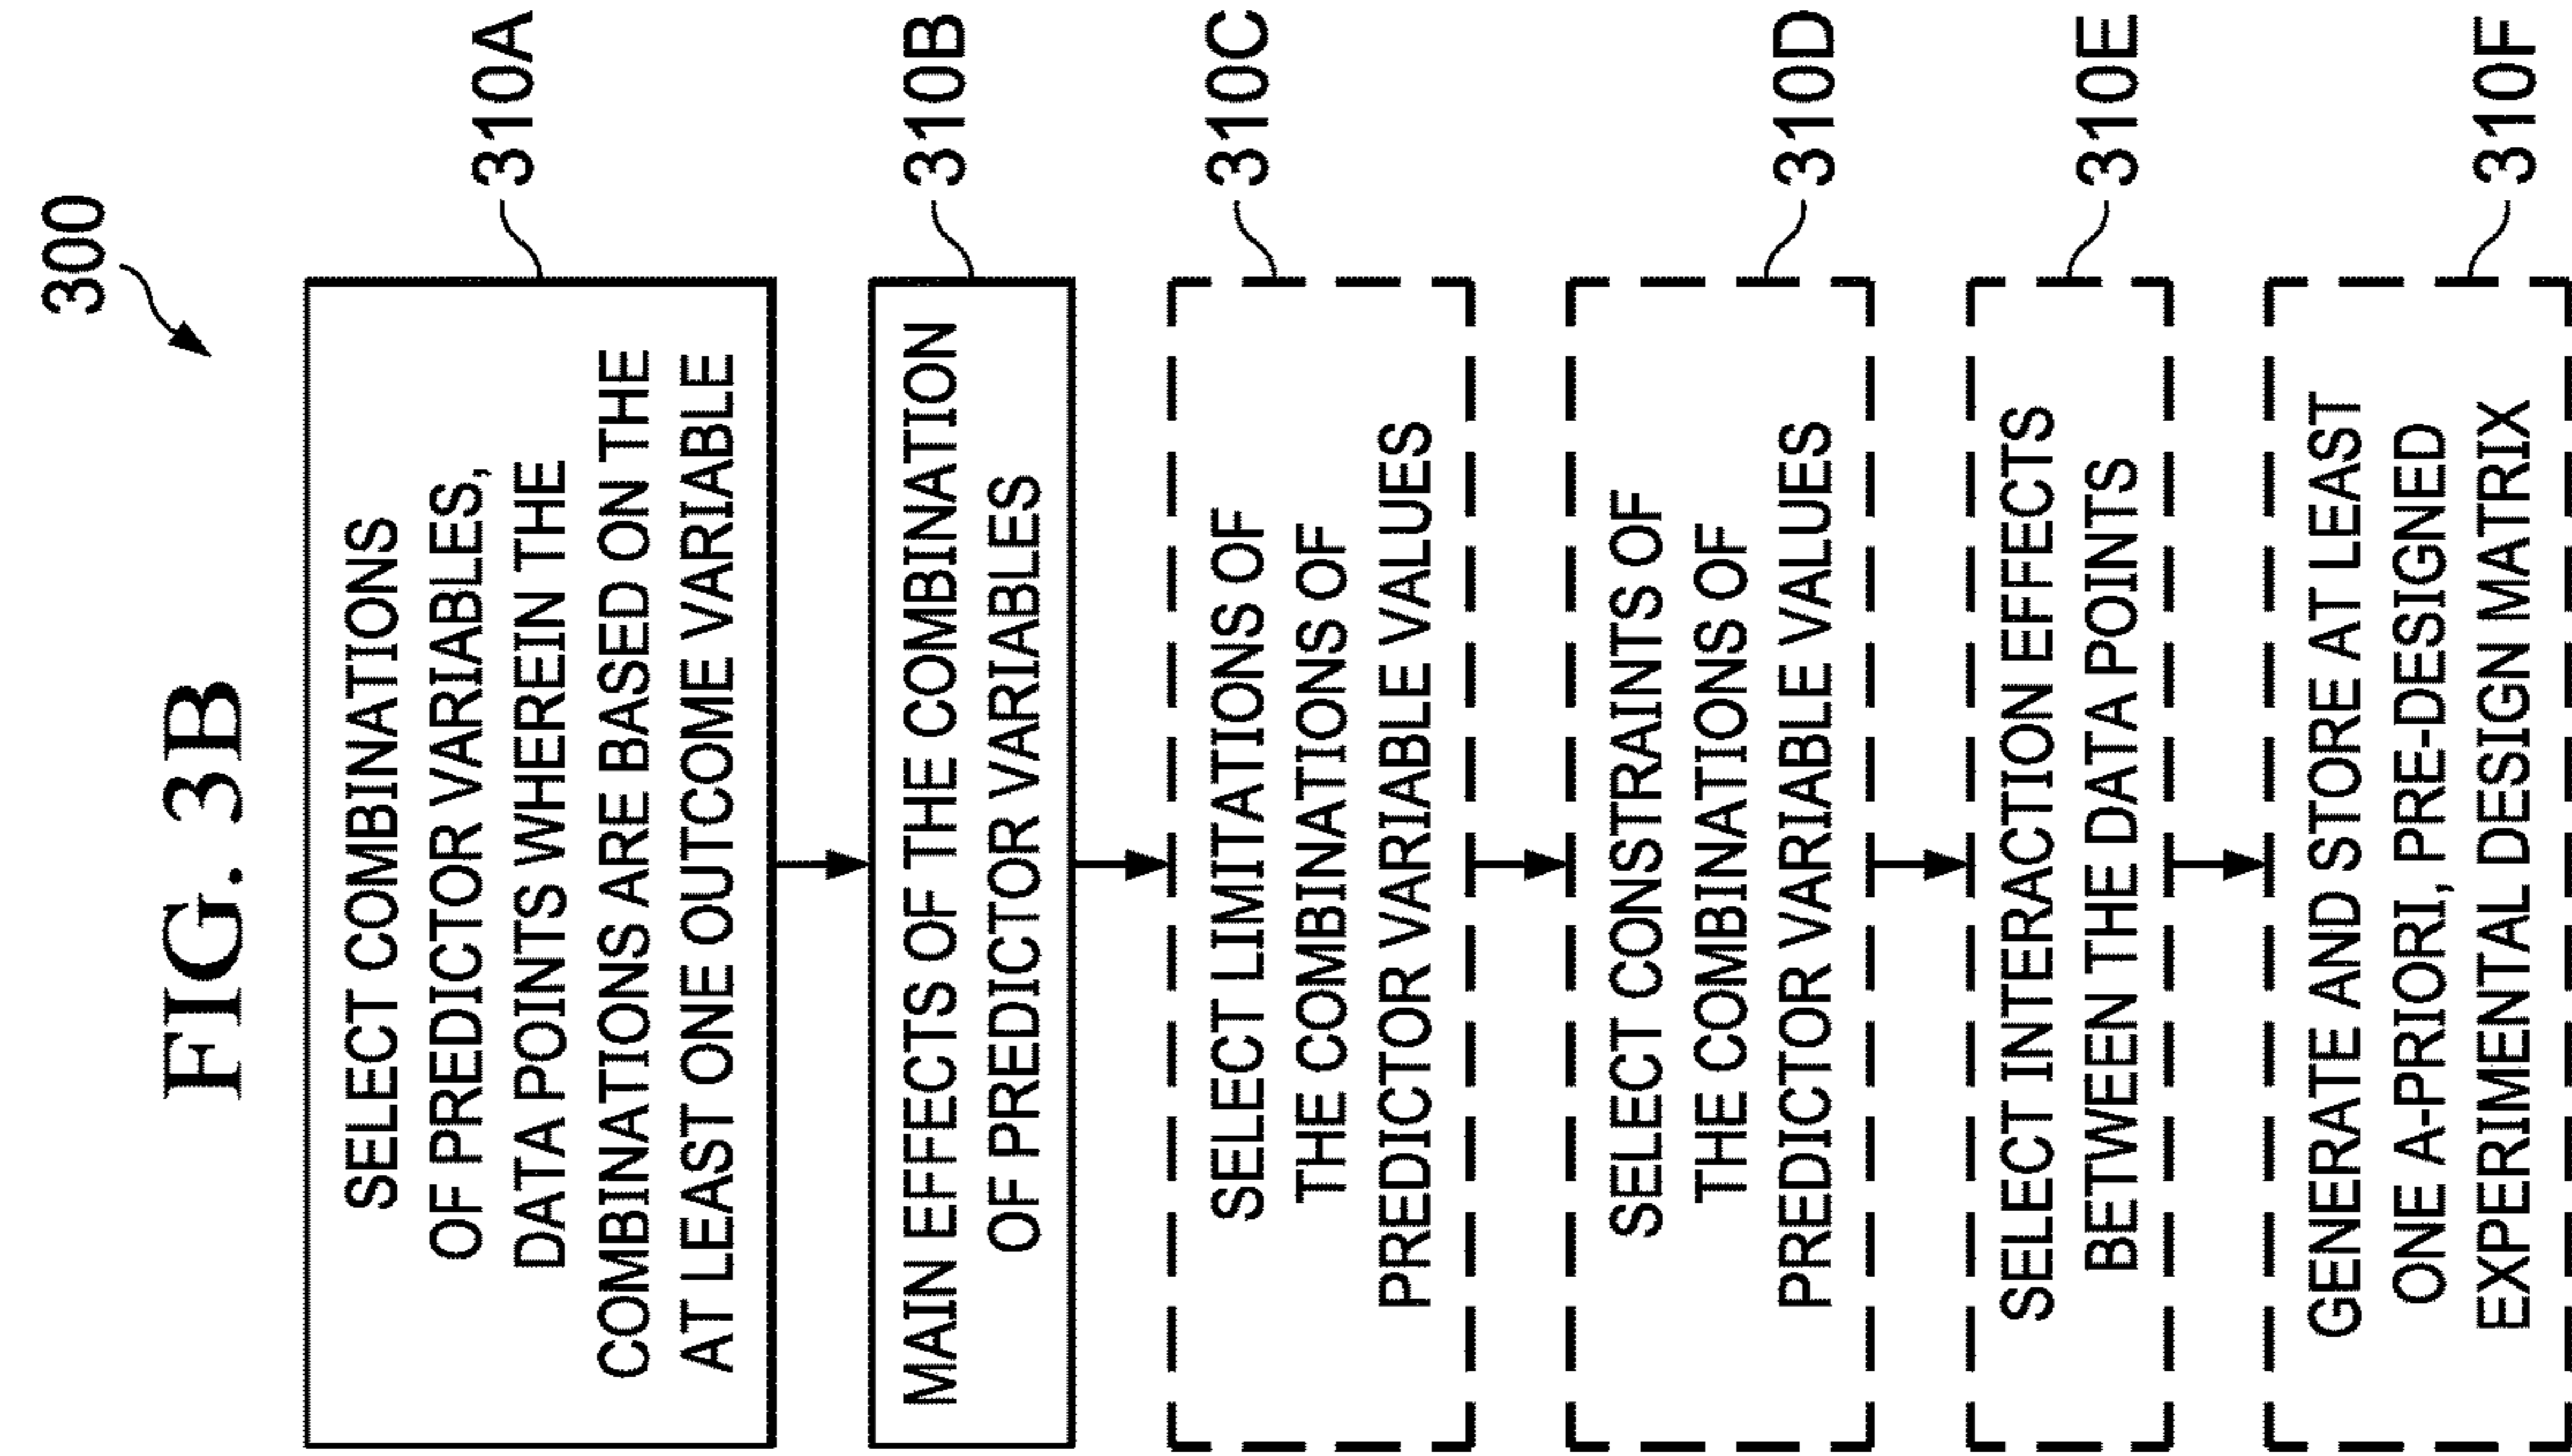 FIG. 3B
300
SELECT COMBINATIONS
OF PREDICTOR VARIABLES,
DATA POINTS WHEREIN THE
COMBINATIONS ARE BASED ON THE
AT LEAST ONE OUTCOME VARIABLE
310A
MAIN EFFECTS OF THE COMBINATION
OF PREDICTOR VARIABLES
310B
SELECT LIMITATIONS OF
THE COMBINATIONS OF
PREDICTOR VARIABLE VALUES
310C
SELECT CONSTRAINTS OF
THE COMBINATIONS OF
PREDICTOR VARIABLE VALUES
310D
SELECT INTERACTION EFFECTS
BETWEEN THE DATA POINTS
310E
GENERATE AND STORE AT LEAST
ONE A-PRIORI, PRE-DESIGNED
EXPERIMENTAL DESIGN MATRIX
310F